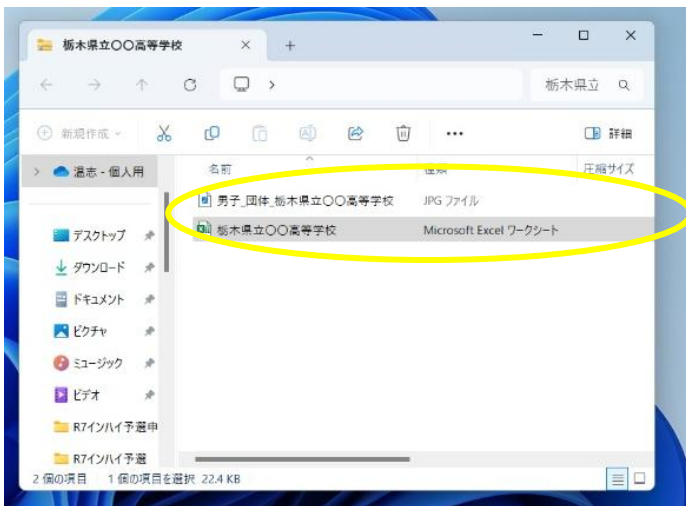 栃木県立〇〇高等学校
栃木県立
新規作成
A
詳細
温志 - 個人用
名前
圧縮サイズ
男子_団体_栃木県立〇〇高等学校 JPG ファイル
栃木県立〇〇高等学校 Microsoft Excel ワークシート
デスクトップ
ダウンロード
ドキュメント
ピクチャ
ミュージック
ビデオ
R7インハイ予選申
R7インハイ予選
2 個の項目 1 個の項目を選択 22.4 KB